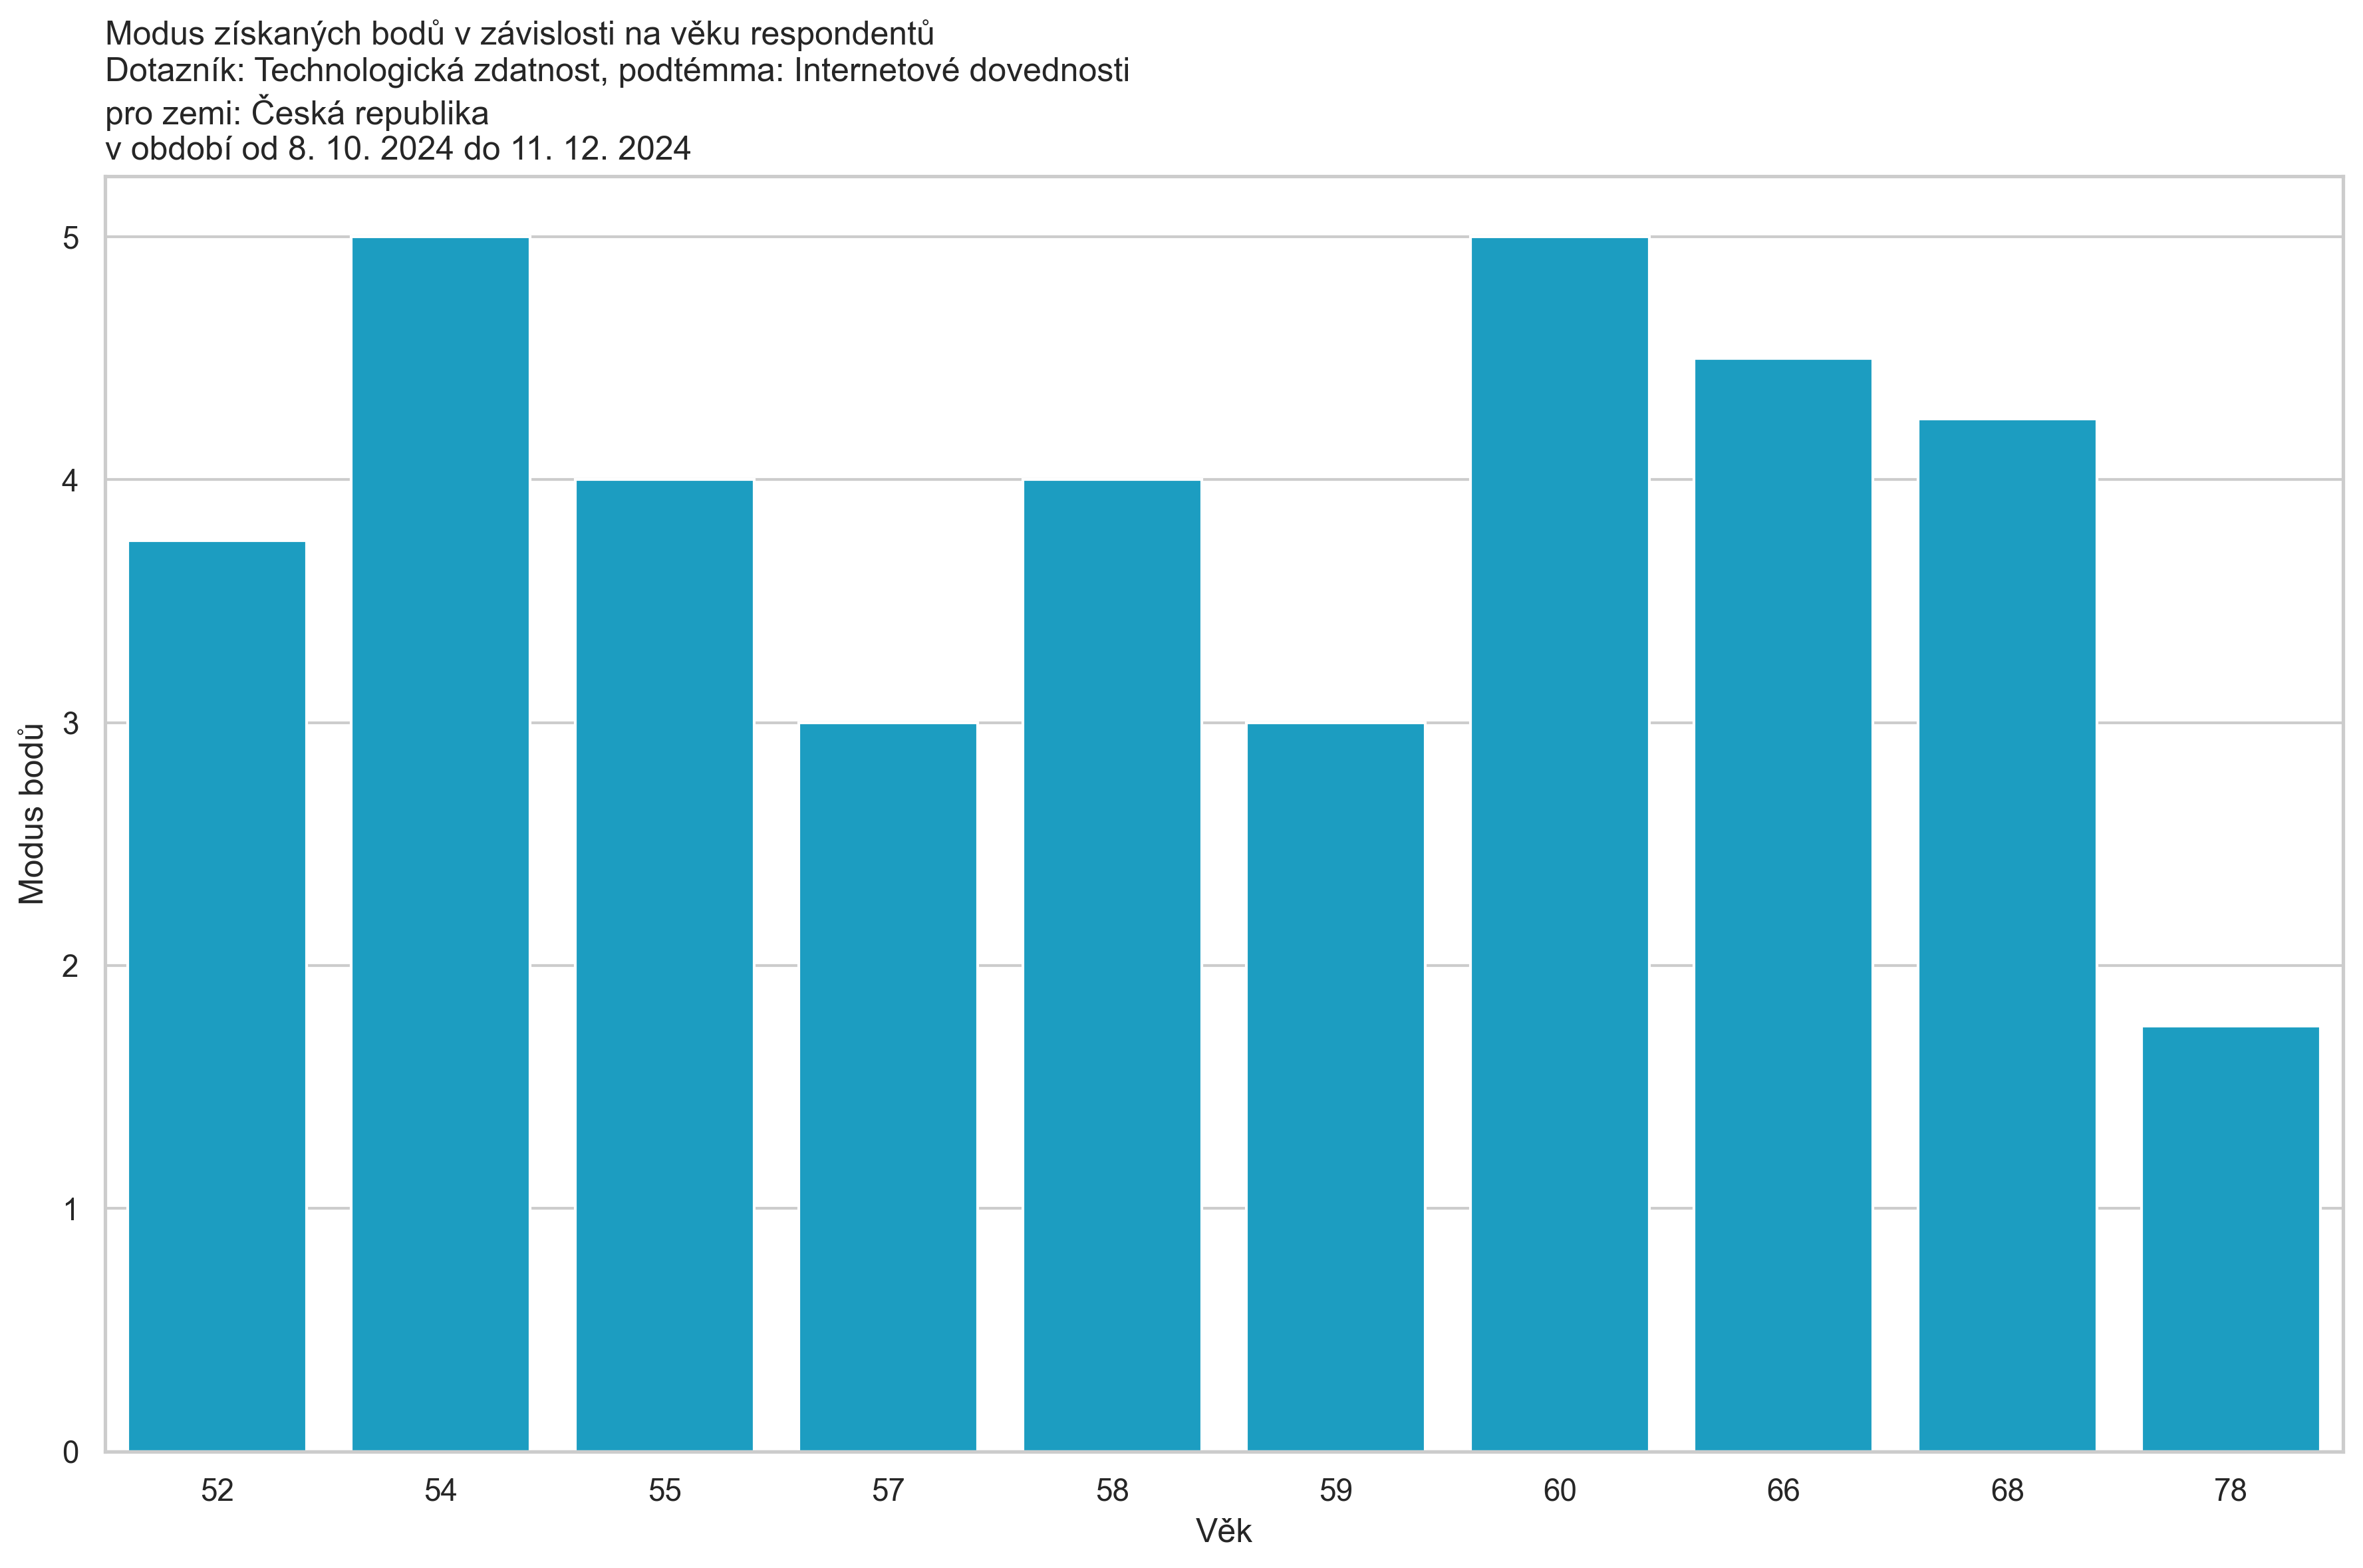 Modus získaných bodů v závislosti na věku respondentů
Dotazník: Technologická zdatnost, podtémma: Internetové dovednosti
pro zemi: Česká republika
v období od 8. 10. 2024 do 11. 12. 2024
5
4
3
2
1
0
Modus bodů
52 54 55 57 58 59 60 66 68 78
Věk